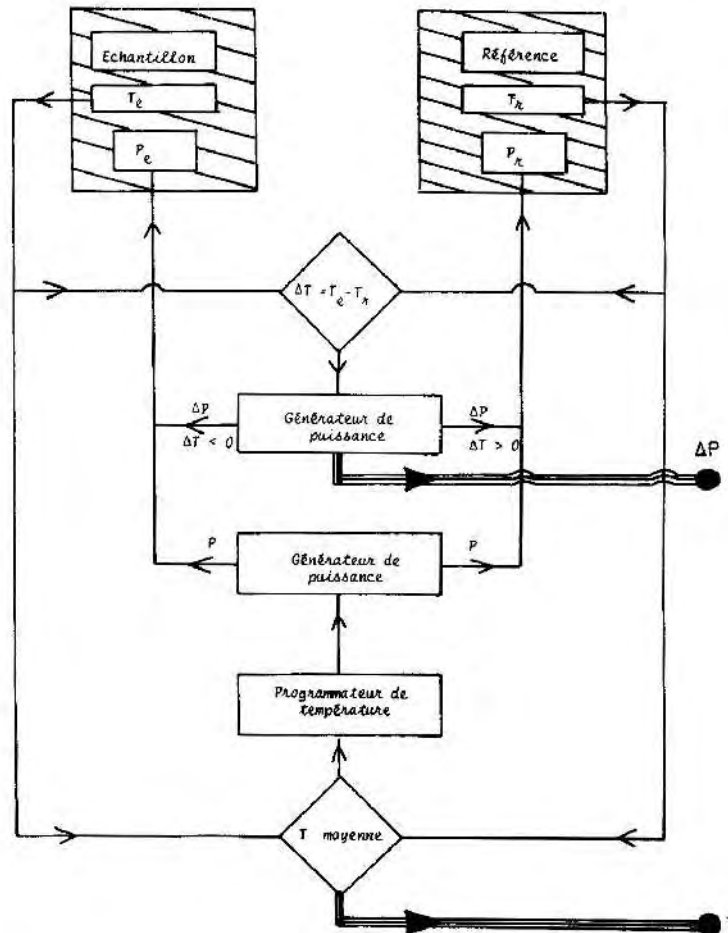 Echantillon
Référence
Te
Tr
Pe
Pr
ΔT = Te - Tr
ΔP
Générateur de
puissance
ΔP
ΔT < 0
ΔT > 0
ΔP
P
Générateur de
puissance
P
Programmateur de
température
T moyenne